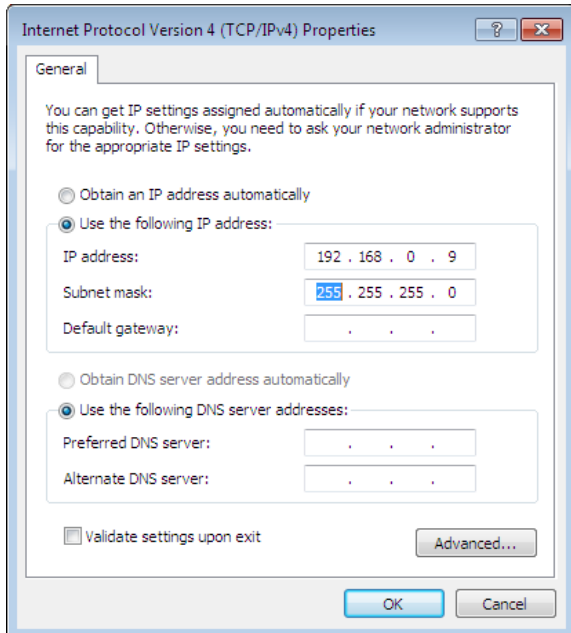 Internet Protocol Version 4 (TCP/IPv4) Properties
?
General
You can get IP settings assigned automatically if your network supports
this capability. Otherwise, you need to ask your network administrator
for the appropriate IP settings.
Obtain an IP address automatically
Use the following IP address:
IP address: 192 . 168 . 0 . 9
Subnet mask: 255 . 255 . 255 . 0
Default gateway: . . .
Obtain DNS server address automatically
Use the following DNS server addresses:
Preferred DNS server: . . .
Alternate DNS server: . . .
Validate settings upon exit
Advanced...
OK Cancel